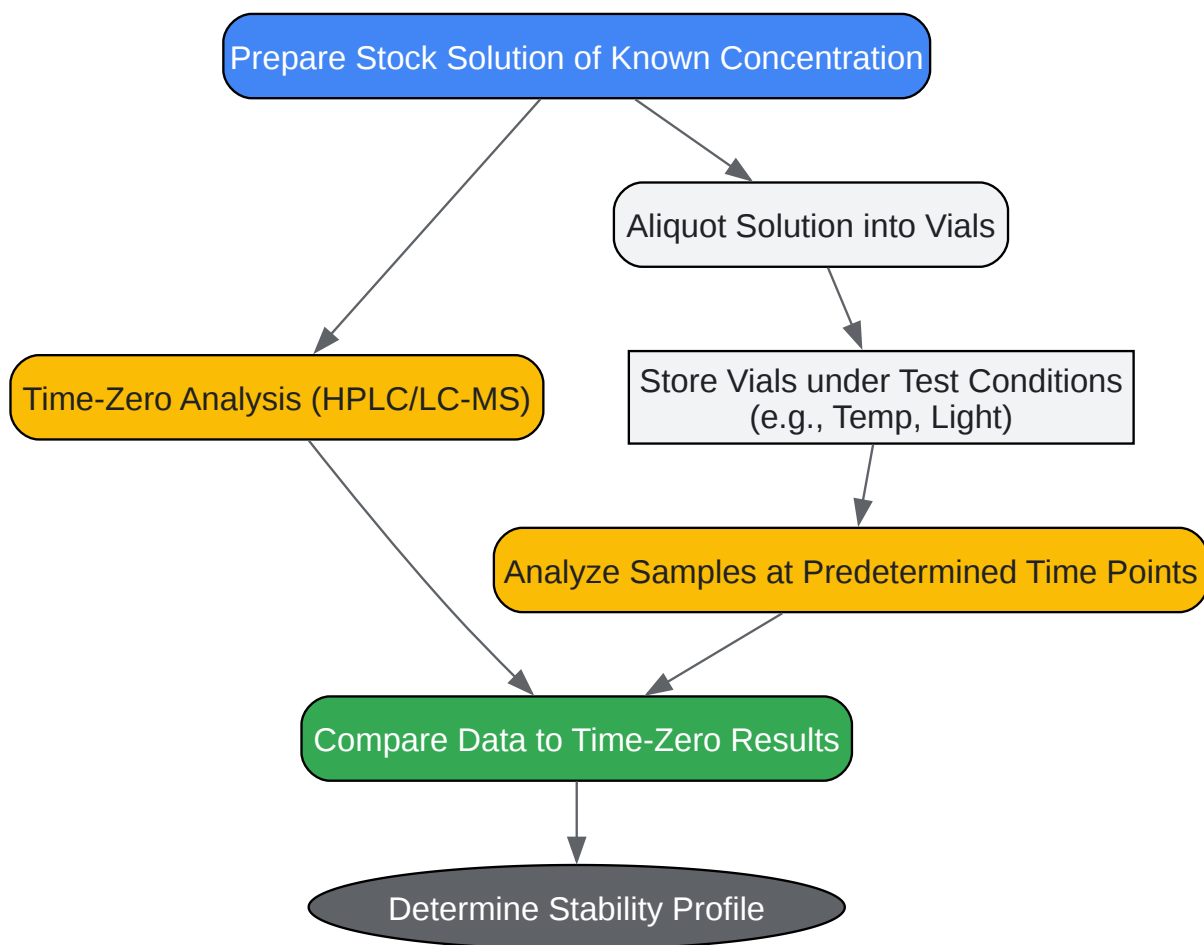 Prepare Stock Solution of Known Concentration
Aliquot Solution into Vials
Time-Zero Analysis (HPLC/LC-MS)
Store Vials under Test Conditions
(e.g., Temp, Light)
Analyze Samples at Predetermined Time Points
Compare Data to Time-Zero Results
Determine Stability Profile